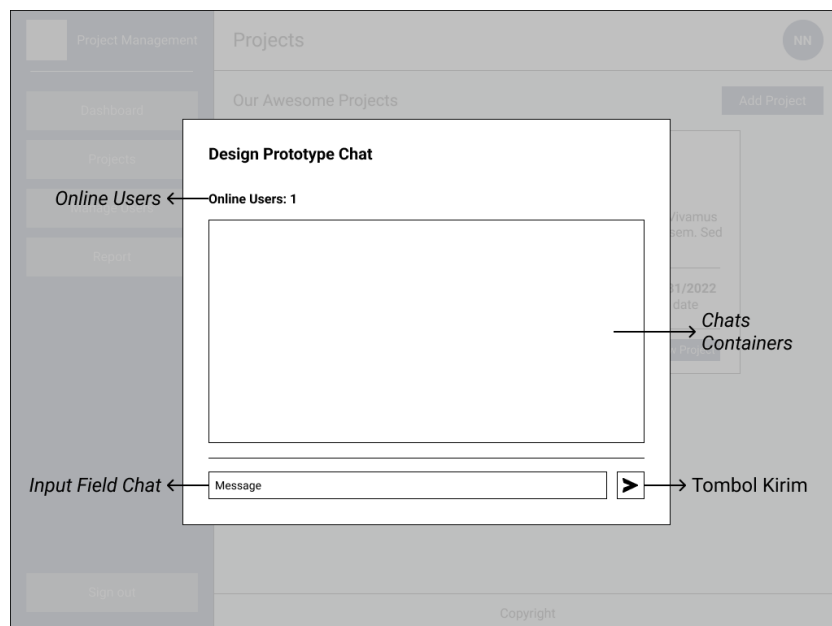 Project Management
Projects
NN
Dashboard
Our Awesome Projects
Add Project
Projects
Design Prototype Chat
Online Users
Online Users: 1
Vivamus
sem. Sed
Report
31/2022
date
Chats
Containers
Project
Input Field Chat
Message
Tombol Kirim
Sign out
Copyright